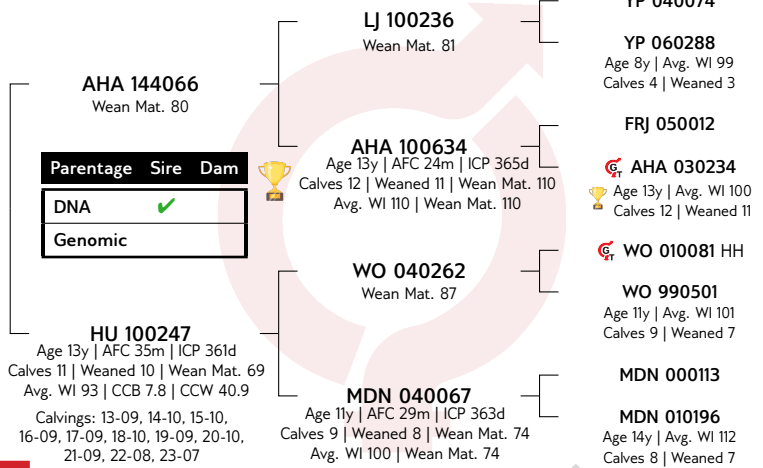 YP 040074
LJ 100236
Wean Mat. 81
YP 060288
Age 8y | Avg. WI 99
Calves 4 | Weaned 3
AHA 144066
Wean Mat. 80
FRJ 050012
AHA 100634
Age 13y | AFC 24m | ICP 365d
Calves 12 | Weaned 11 | Wean Mat. 110
Avg. WI 110 | Wean Mat. 110
Parentage Sire Dam
DNA ✔
Genomic
GT AHA 030234
Age 13y | Avg. WI 100
Calves 12 | Weaned 11
GT WO 010081 HH
WO 040262
Wean Mat. 87
WO 990501
Age 11y | Avg. WI 101
Calves 9 | Weaned 7
HU 100247
Age 13y | AFC 35m | ICP 361d
Calves 11 | Weaned 10 | Wean Mat. 69
Avg. WI 93 | CCB 7.8 | CCW 40.9
Calvings: 13-09, 14-10, 15-10,
16-09, 17-09, 18-10, 19-09, 20-10,
21-09, 22-08, 23-07
MDN 000113
MDN 040067
Age 11y | AFC 29m | ICP 363d
Calves 9 | Weaned 8 | Wean Mat. 74
Avg. WI 100 | Wean Mat. 74
MDN 010196
Age 14y | Avg. WI 112
Calves 8 | Weaned 7